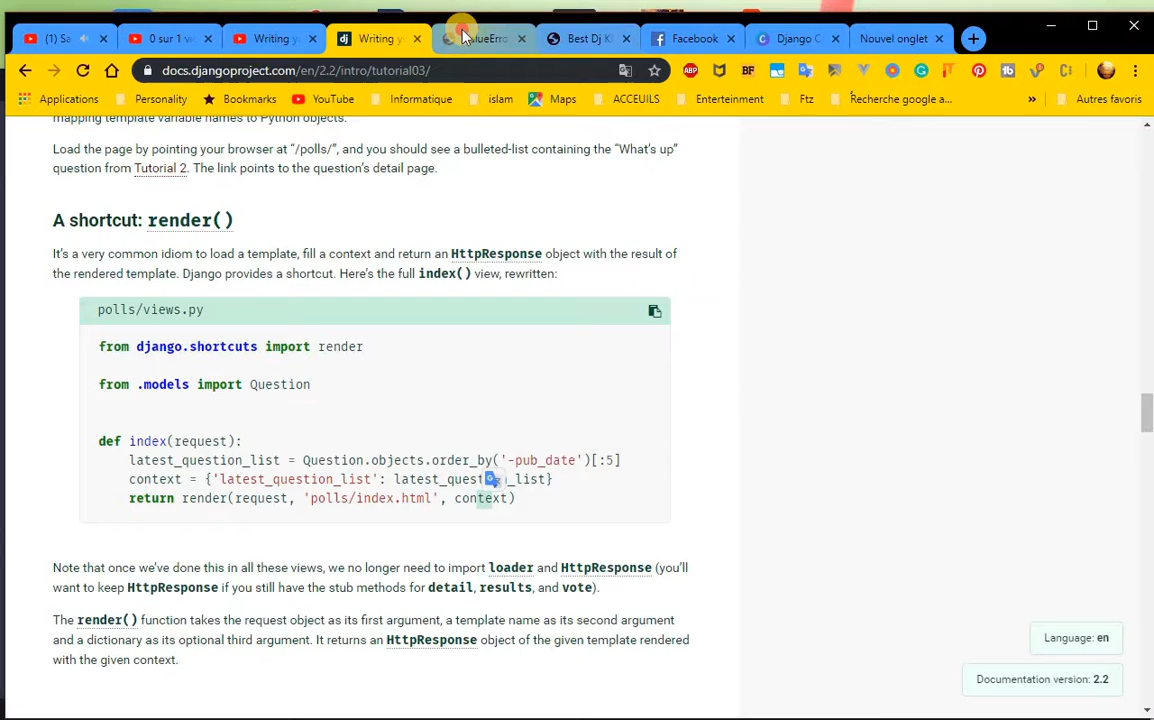 (1) Sa
0 sur 1 v
Writing y
Writing y
lueErro
Best Dj K
Facebook
Django C
Nouvel onglet
docs.djangoproject.com/en/2.2/intro/tutorial03/
Applications
Personality
Bookmarks
YouTube
Informatique
islam
Maps
ACCEUILS
Entertement
Ftz
Recherche google a...
»
Autres favoris
mapping template variable names to Python objects.
Load the page by pointing your browser at “/polls/”, and you should see a bulleted-list containing the “What’s up”
question from Tutorial 2. The link points to the question’s detail page.
A shortcut: render()
It’s a very common idiom to load a template, fill a context and return an HttpResponse object with the result of
the rendered template. Django provides a shortcut. Here’s the full index() view, rewritten:
polls/views.py
from django.shortcuts import render
from .models import Question
def index(request):
latest_question_list = Question.objects.order_by('-pub_date')[:5]
context = {'latest_question_list': latest_quest_list}
return render(request, 'polls/index.html', context)
Note that once we’ve done this in all these views, we no longer need to import loader and HttpResponse (you’ll
want to keep HttpResponse if you still have the stub methods for detail, results, and vote).
The render() function takes the request object as its first argument, a template name as its second argument
and a dictionary as its optional third argument. It returns an HttpResponse object of the given template rendered
with the given context.
Language: en
Documentation version: 2.2